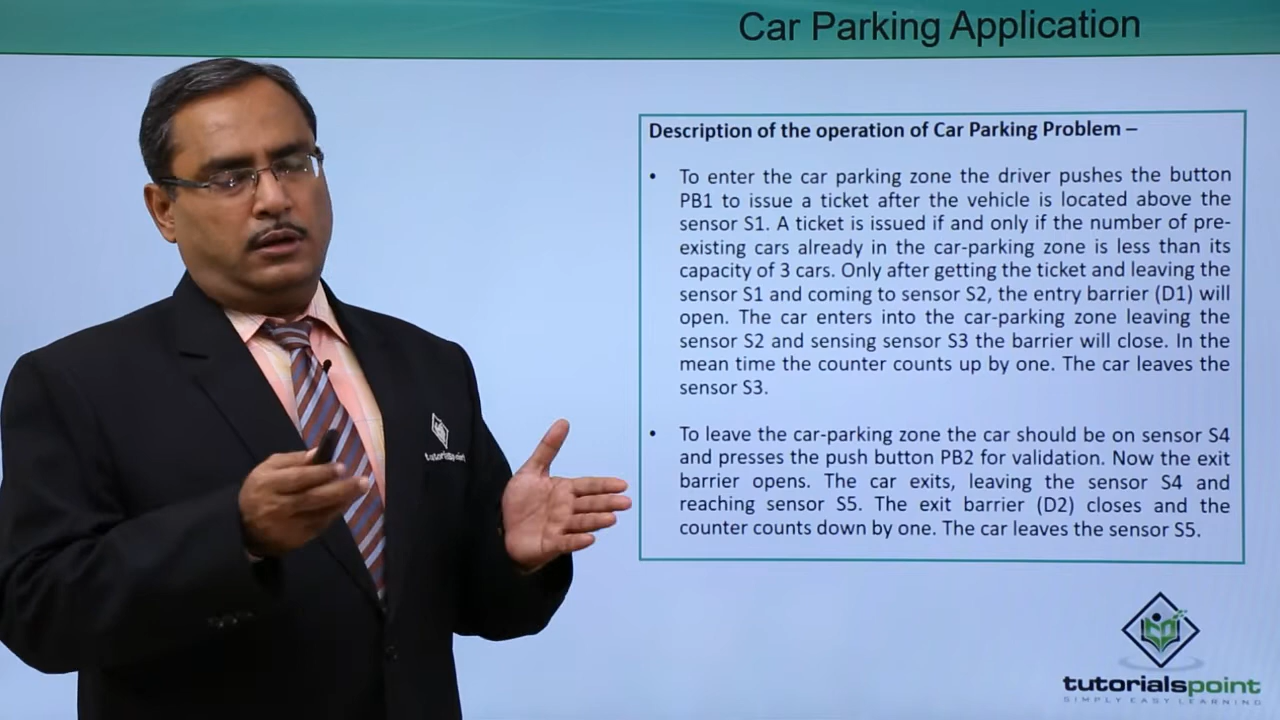 Car Parking Application
Description of the operation of Car Parking Problem –
• To enter the car parking zone the driver pushes the button
PB1 to issue a ticket after the vehicle is located above the
sensor S1. A ticket is issued if and only if the number of pre-
existing cars already in the car-parking zone is less than its
capacity of 3 cars. Only after getting the ticket and leaving the
sensor S1 and coming to sensor S2, the entry barrier (D1) will
open. The car enters into the car-parking zone leaving the
sensor S2 and sensing sensor S3 the barrier will close. In the
mean time the counter counts up by one. The car leaves the
sensor S3.
• To leave the car-parking zone the car should be on sensor S4
and presses the push button PB2 for validation. Now the exit
barrier opens. The car exits, leaving the sensor S4 and
reaching sensor S5. The exit barrier (D2) closes and the
counter counts down by one. The car leaves the sensor S5.
tutorialspoint
tutorialspoint
SIMPLY EASY LEARNING